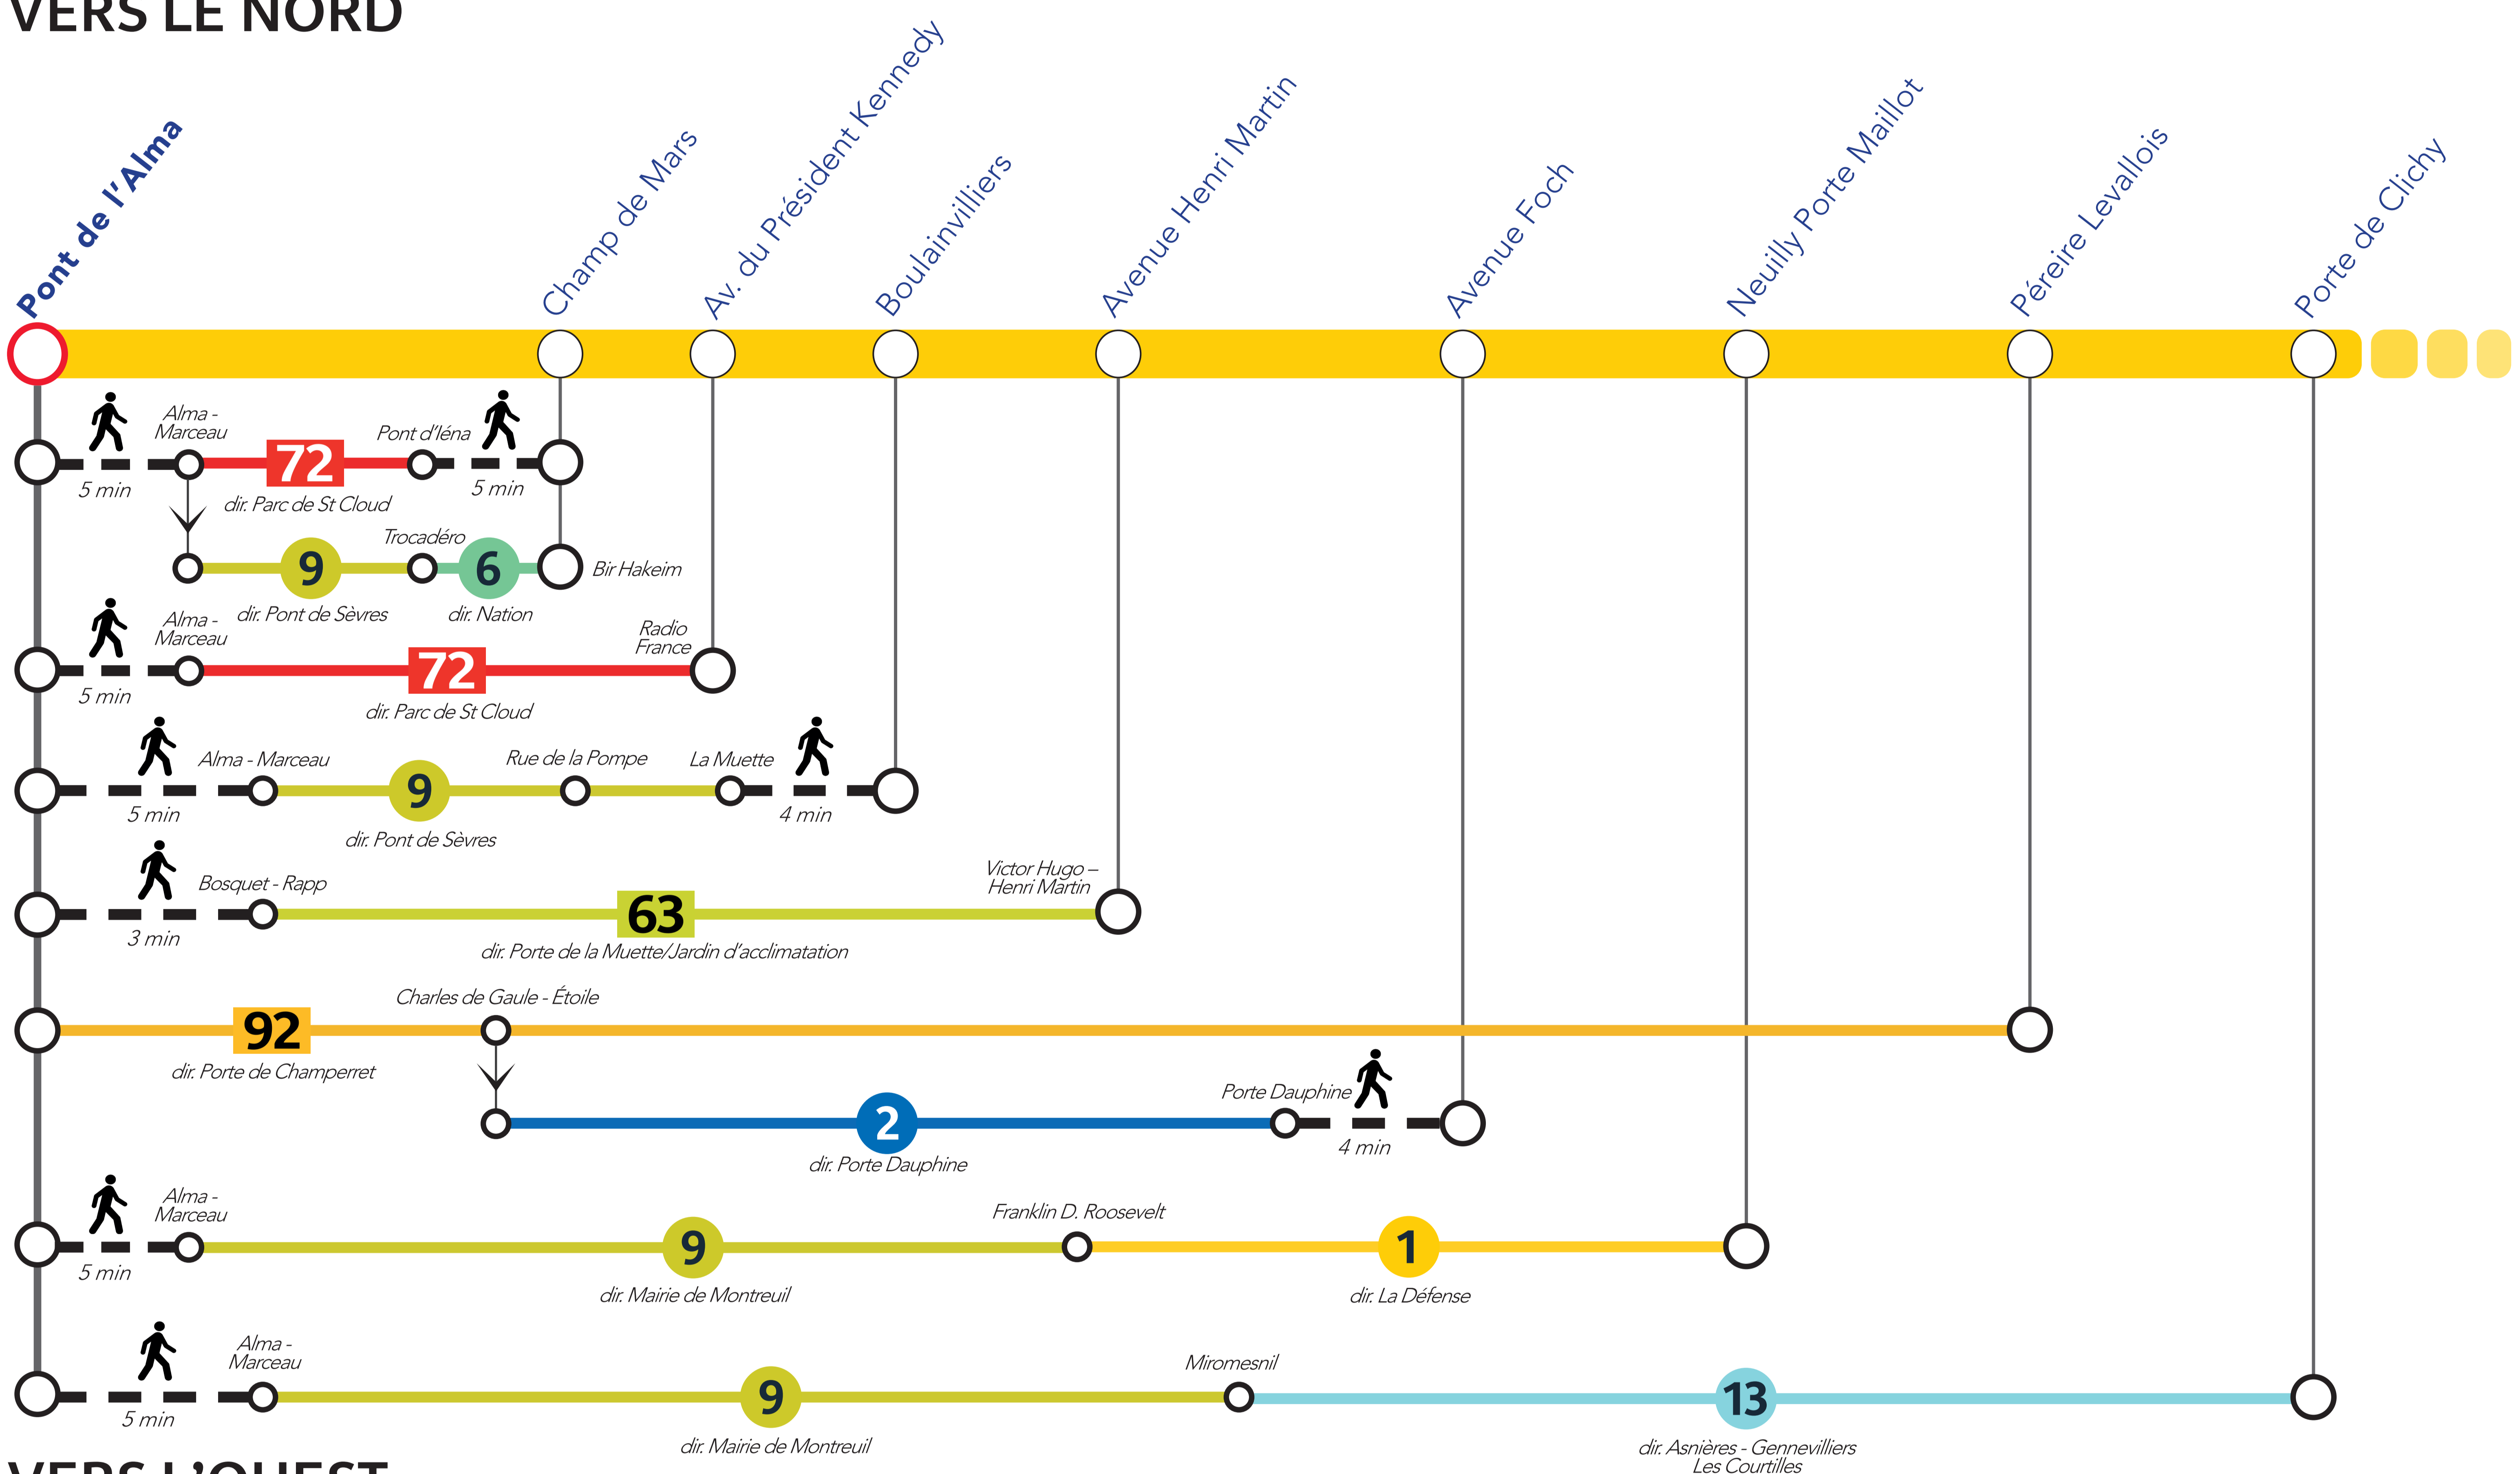 VERS LE NORD
Pont de l'Alma
Champ de Mars
Av. du Président Kennedy
Boulainvilliers
Avenue Henri Martin
Avenue Foch
Neuilly Porte Maillot
Péreire Levallois
Porte de Clichy
Alma -
Marceau
Pont d'Iéna
72
5 min
5 min
dir. Parc de St Cloud
Trocadéro
9
6
Bir Hakeim
dir. Pont de Sèvres
dir. Nation
Alma -
Marceau
Radio
France
72
5 min
dir. Parc de St Cloud
Alma - Marceau
Rue de la Pompe
La Muette
9
5 min
4 min
dir. Pont de Sèvres
Bosquet - Rapp
Victor Hugo –
Henri Martin
63
3 min
dir. Porte de la Muette/Jardin d'acclimatation
Charles de Gaule - Étoile
92
dir. Porte de Champerret
Porte Dauphine
2
4 min
dir. Porte Dauphine
Alma -
Marceau
Franklin D. Roosevelt
9
1
5 min
dir. Mairie de Montreuil
dir. La Défense
Alma -
Marceau
Miromesnil
9
13
5 min
dir. Mairie de Montreuil
dir. Asnières - Gennevilliers
Les Courtilles
VERS L'OUEST